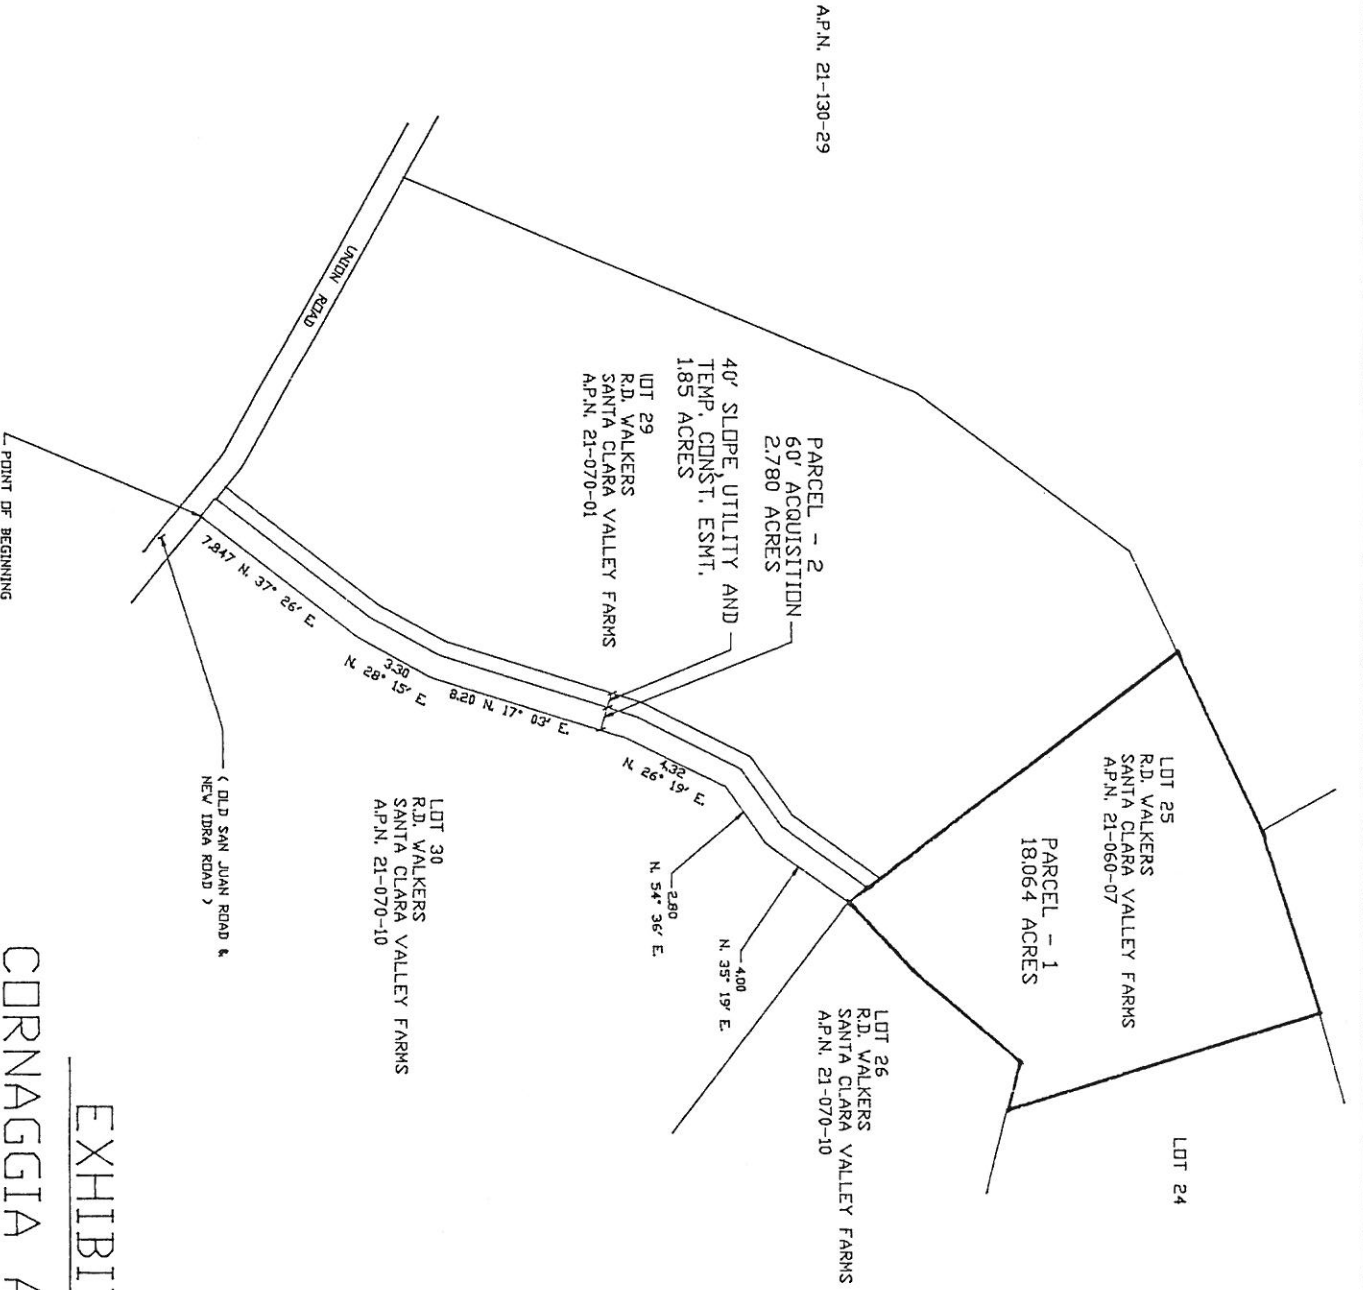 A.P.N. 21-130-29
UNION ROAD
PARCEL - 2
60' ACQUISITION
2.780 ACRES
40' SLOPE, UTILITY AND
TEMP. CONST. ESMT.
1.85 ACRES
LOT 29
R.D. WALKERS
SANTA CLARA VALLEY FARMS
A.P.N. 21-070-01
LOT 25
R.D. WALKERS
SANTA CLARA VALLEY FARMS
A.P.N. 21-060-07
PARCEL - 1
18.064 ACRES
LOT 24
LOT 26
R.D. WALKERS
SANTA CLARA VALLEY FARMS
A.P.N. 21-070-10
4.00
N. 35° 19' E.
2.80
N. 54° 36' E.
4.32
N. 26° 19' E.
8.20 N. 17° 03' E.
3.30
N. 28° 15' E.
7.847 N. 37° 26' E.
LOT 30
R.D. WALKERS
SANTA CLARA VALLEY FARMS
A.P.N. 21-070-10
( OLD SAN JUAN ROAD &
NEW IDRA ROAD )
POINT OF BEGINNING
EXHIBI
CORNAGGIA A